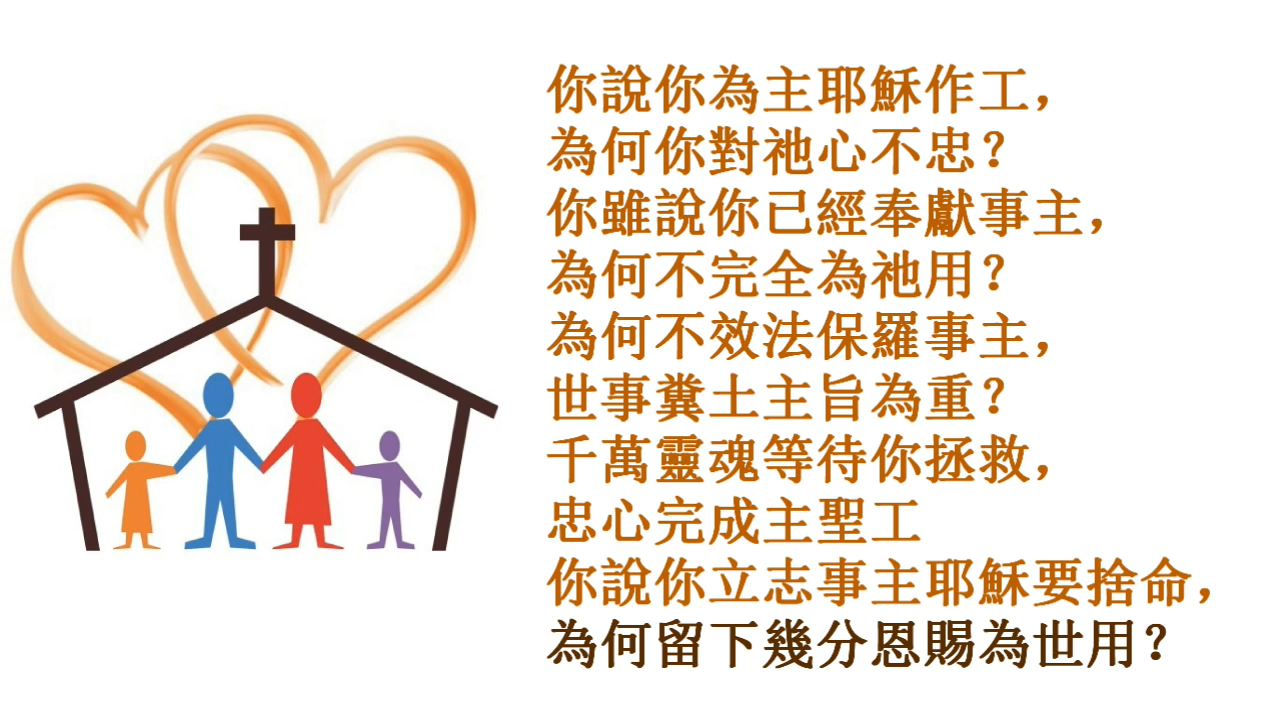 你說你為主耶穌作工，
為何你對祂心不忠？
你雖說你已經奉獻事主，
為何不完全為祂用？
為何不效法保羅事主，
世事糞土主旨為重？
千萬靈魂等待你拯救，
忠心完成主聖工
你說你立志事主耶穌要捨命，
為何留下幾分恩賜為世用？